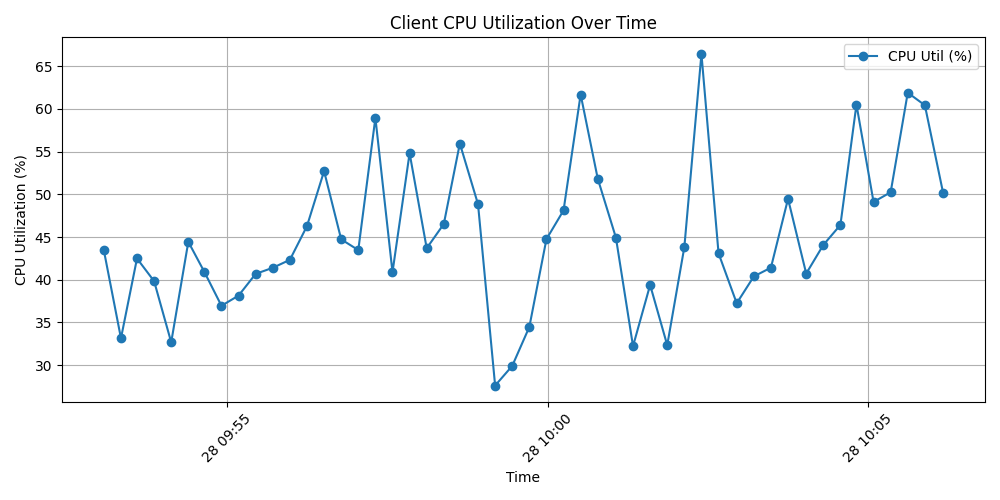 Client CPU Utilization Over Time
CPU Util (%)
CPU Utilization (%)
65
60
55
50
45
40
35
30
28 09:55
28 10:00
28 10:05
Time